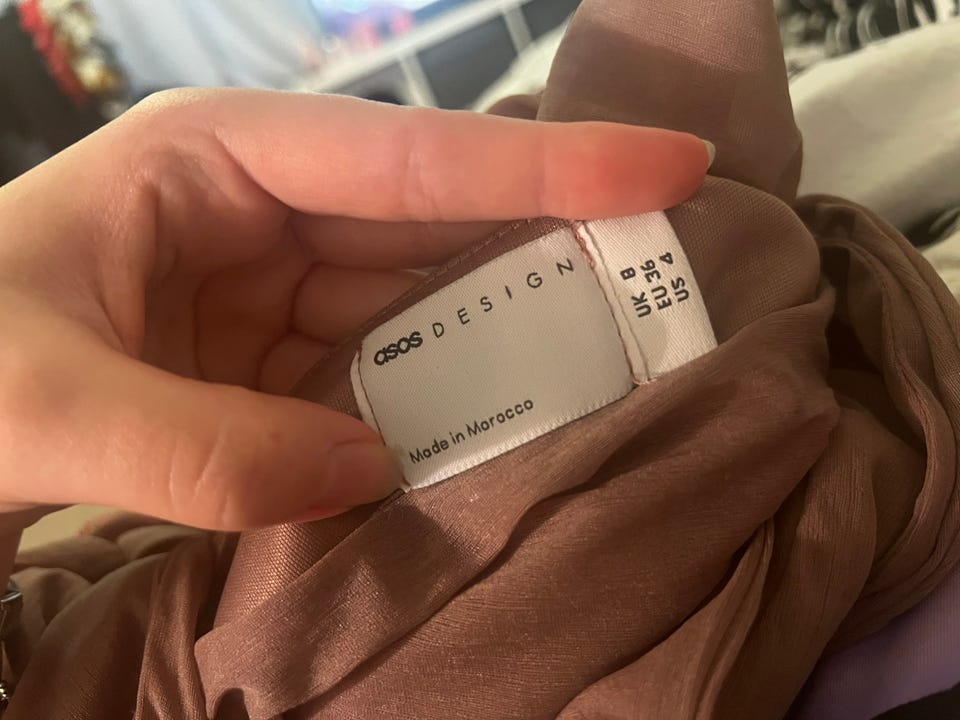 asos DESIGN
Made in Morocco
UK 8
EU 36
US 4